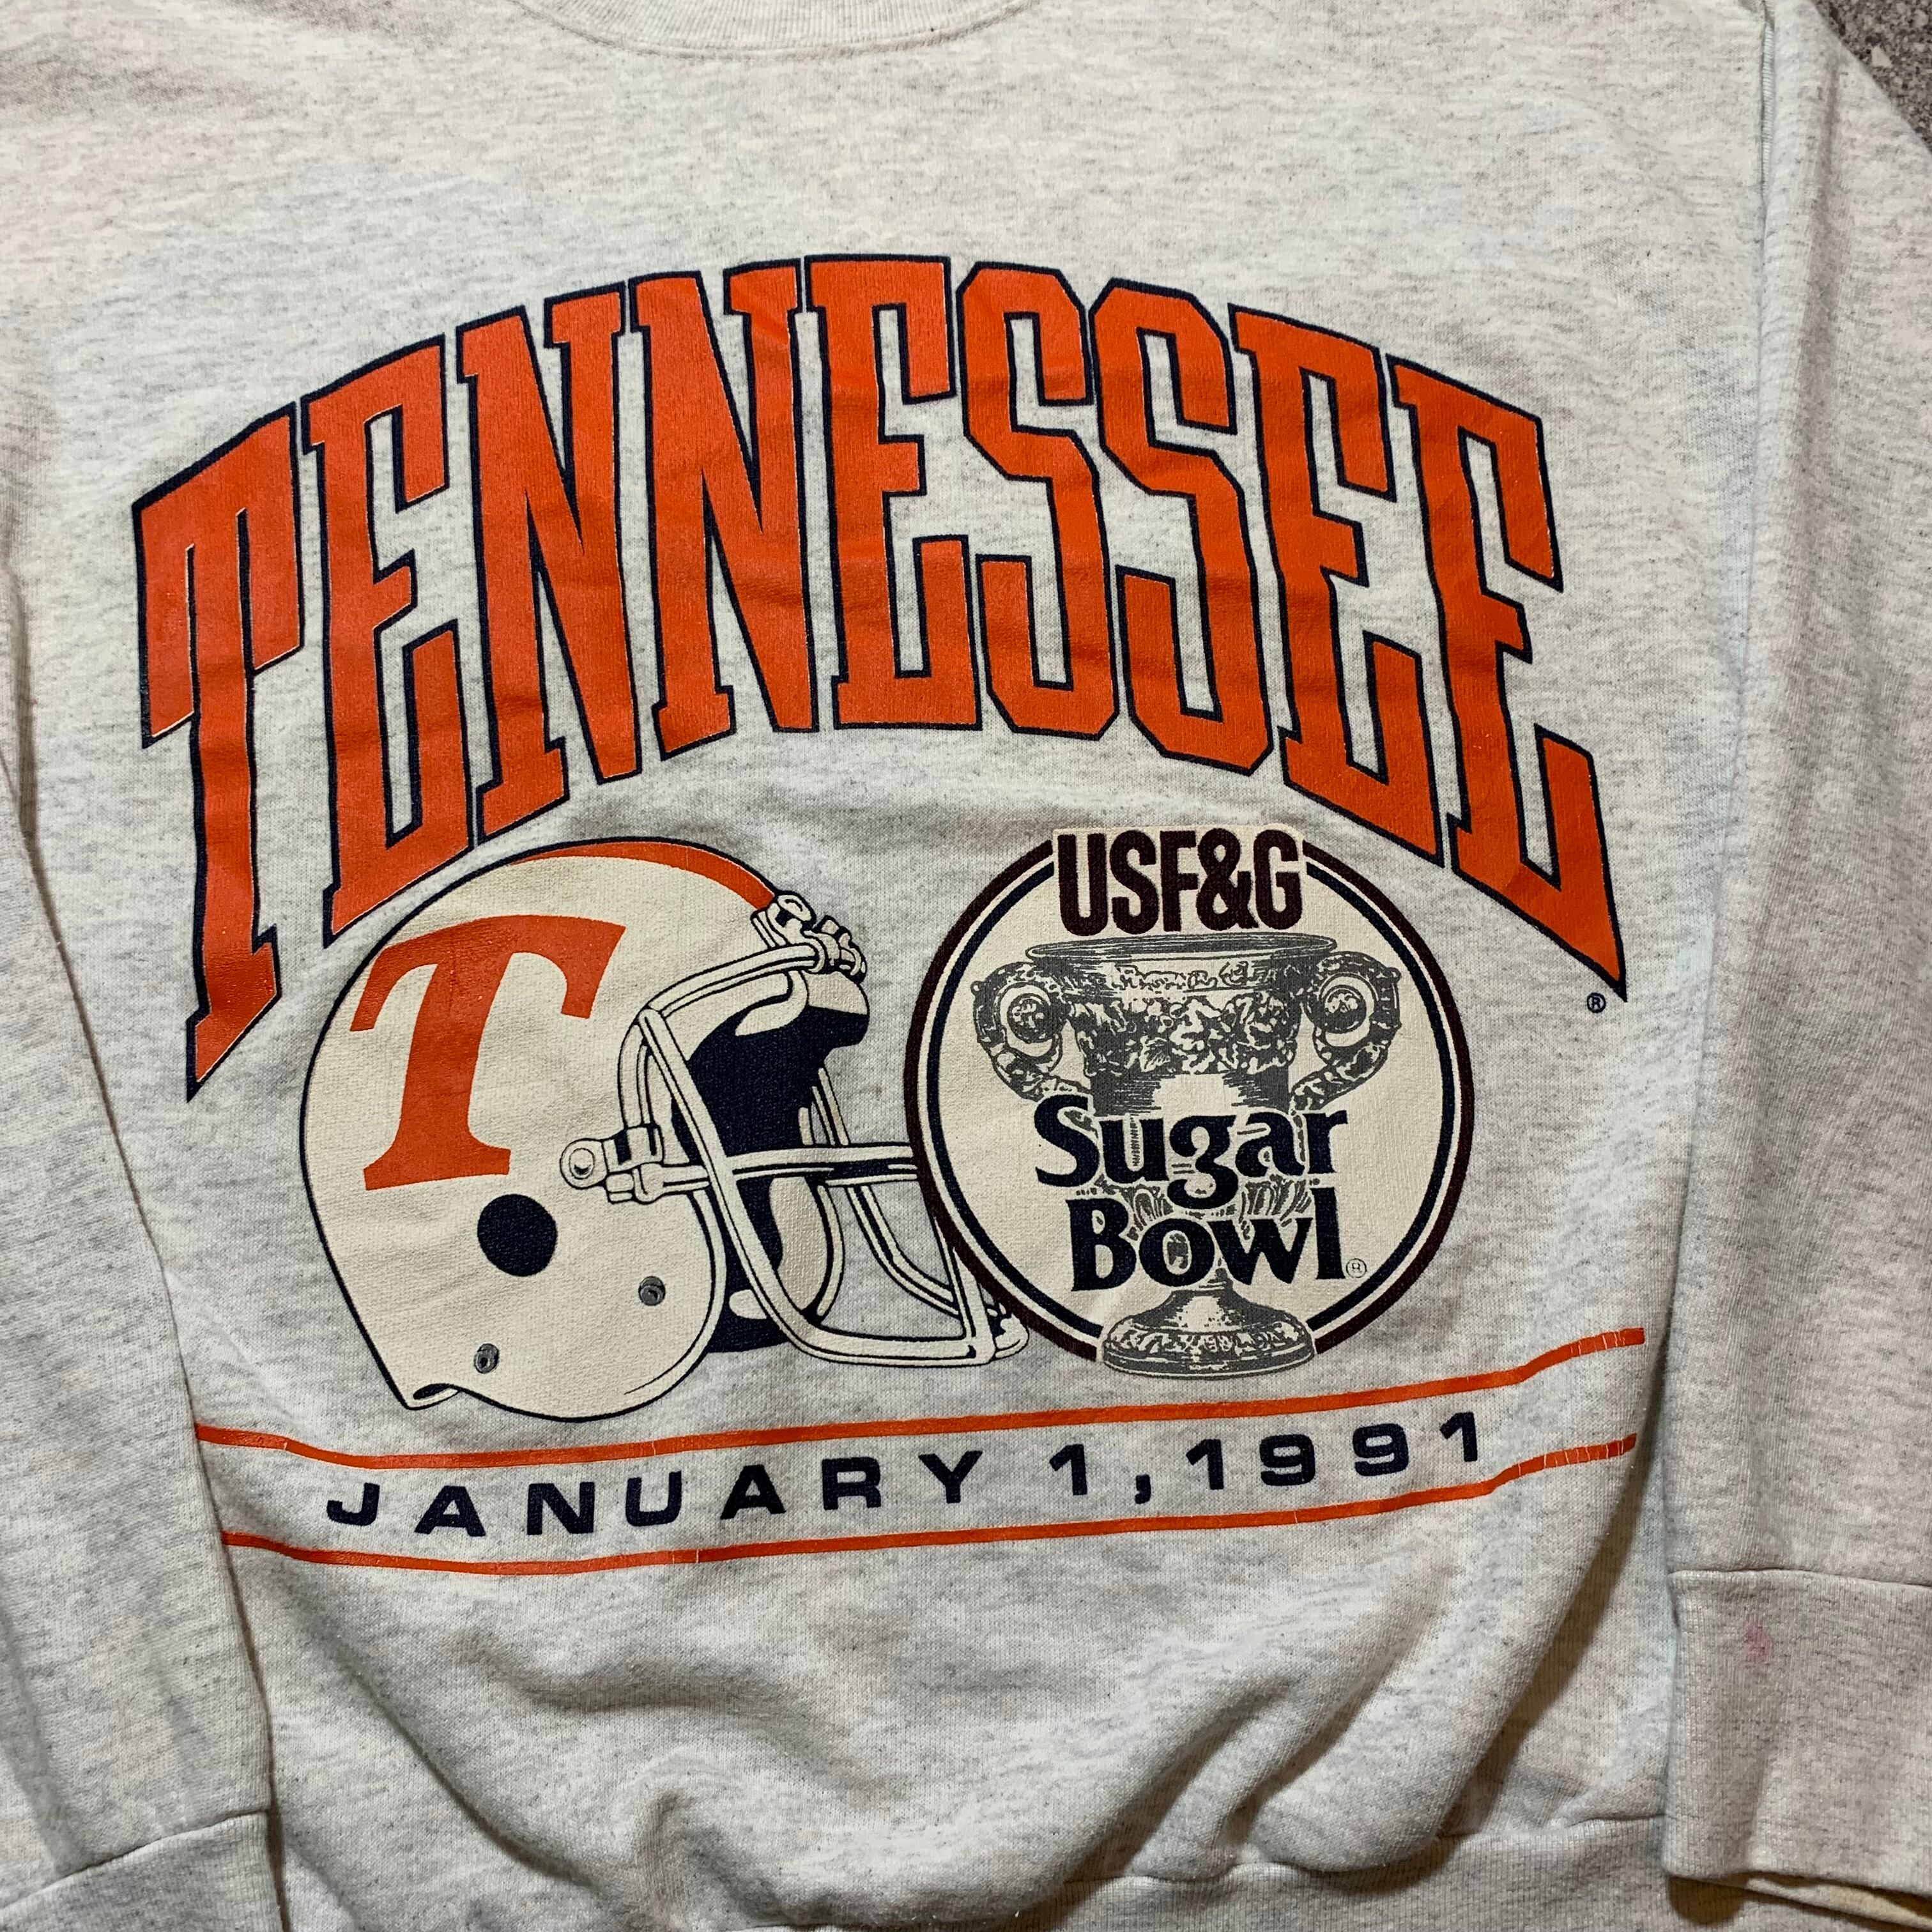 TENNESSEE
®
T
USF&G
Sugar
Bowl®
JANUARY 1, 1991